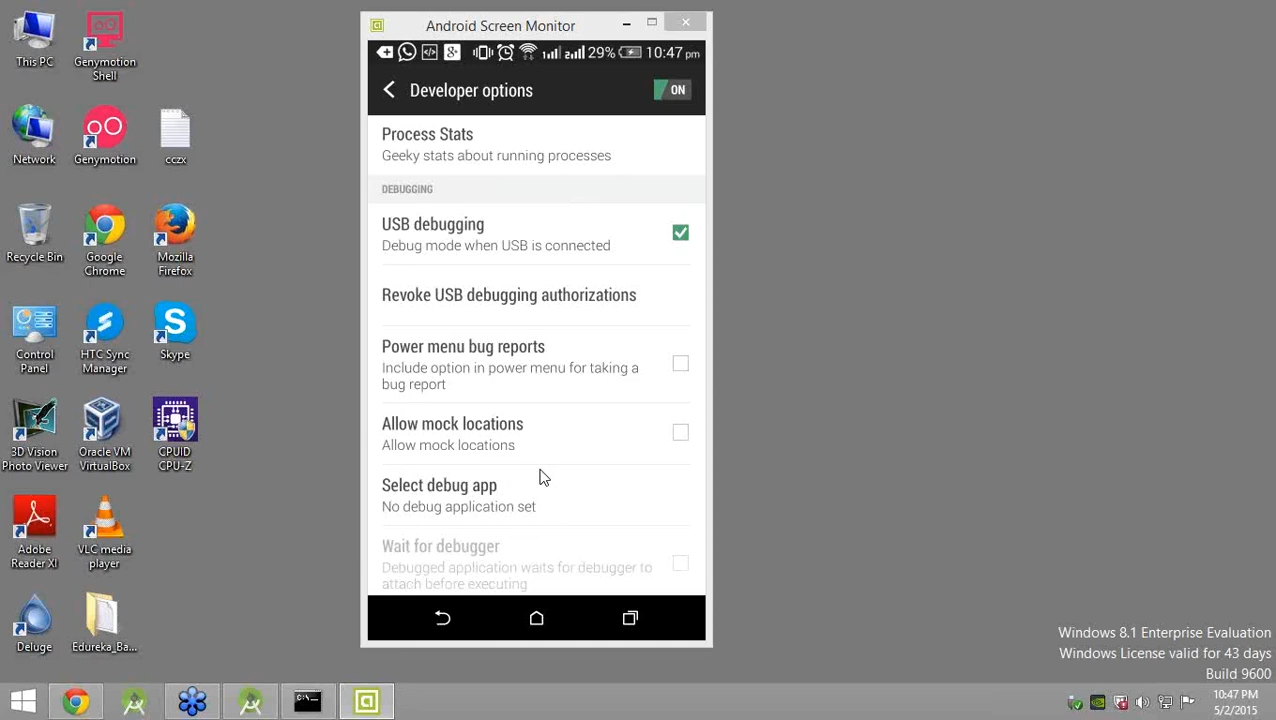 This PC
Genymotion
Shell
Network
Genymotion
cczx
Recycle Bin
Google
Chrome
Mozilla
Firefox
Control
Panel
HTC Sync
Manager
Skype
3D Vision
Photo Viewer
Oracle VM
VirtualBox
CPUID
CPU-Z
Adobe
Reader XI
VLC media
player
Deluge
Edureka_Ba...
Android Screen Monitor
29% 10:47 pm
Developer options
ON
Process Stats
Geeky stats about running processes
DEBUGGING
USB debugging
Debug mode when USB is connected
Revoke USB debugging authorizations
Power menu bug reports
Include option in power menu for taking a
bug report
Allow mock locations
Allow mock locations
Select debug app
No debug application set
Wait for debugger
Debugged application waits for debugger to
attach before executing
Windows 8.1 Enterprise Evaluation
Windows License valid for 43 days
Build 9600
10:47 PM
5/2/2015